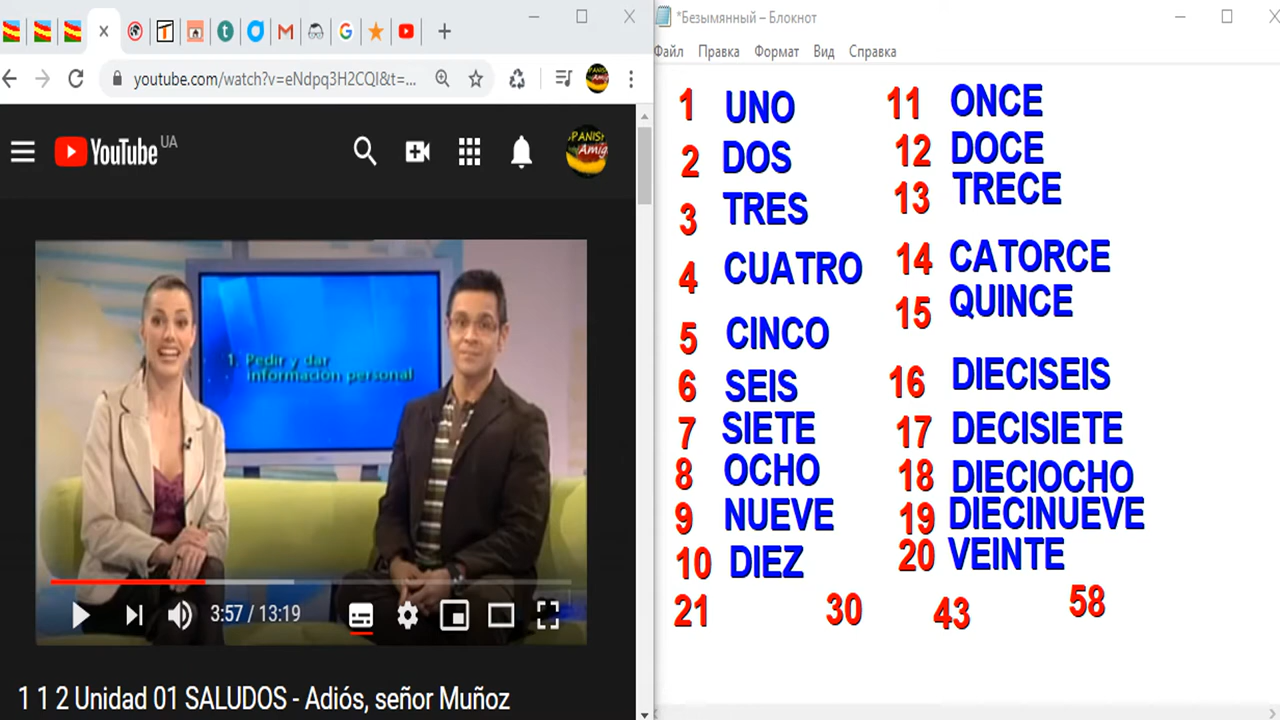 *Безымянный – Блокнот
youtube.com/watch?v=eNdpq3H2CQI&t=...
Файл Правка Формат Вид Справка
YouTube UA
PANIS
Amig
1. Pedir y dar
información personal
3:57 / 13:19
1 1 2 Unidad 01 SALUDOS - Adiós, señor Muñoz
1 UNO
2 DOS
3 TRES
4 CUATRO
5 CINCO
6 SEIS
7 SIETE
8 OCHO
9 NUEVE
10 DIEZ
11 ONCE
12 DOCE
13 TRECE
14 CATORCE
15 QUINCE
16 DIECISEIS
17 DECISIETE
18 DIECIOCHO
19 DIECINUEVE
20 VEINTE
21 30 43 58